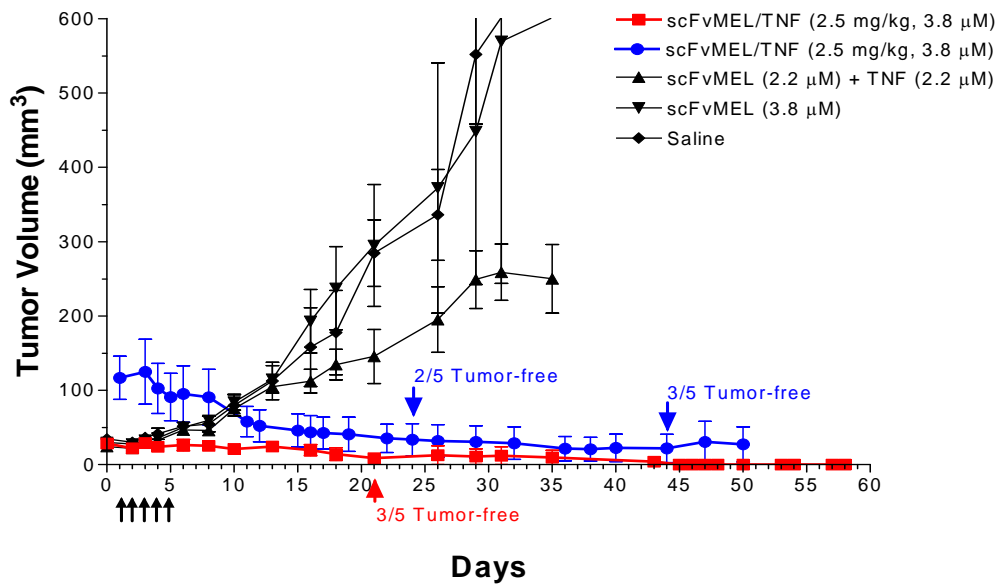 600
500
400
300
200
100
0
Tumor Volume (mm³)
scFvMEL/TNF (2.5 mg/kg, 3.8 μM)
scFvMEL/TNF (2.5 mg/kg, 3.8 μM)
scFvMEL (2.2 μM) + TNF (2.2 μM)
scFvMEL (3.8 μM)
Saline
2/5 Tumor-free
3/5 Tumor-free
0 5 10 15 20 25 30 35 40 45 50 55 60
3/5 Tumor-free
Days